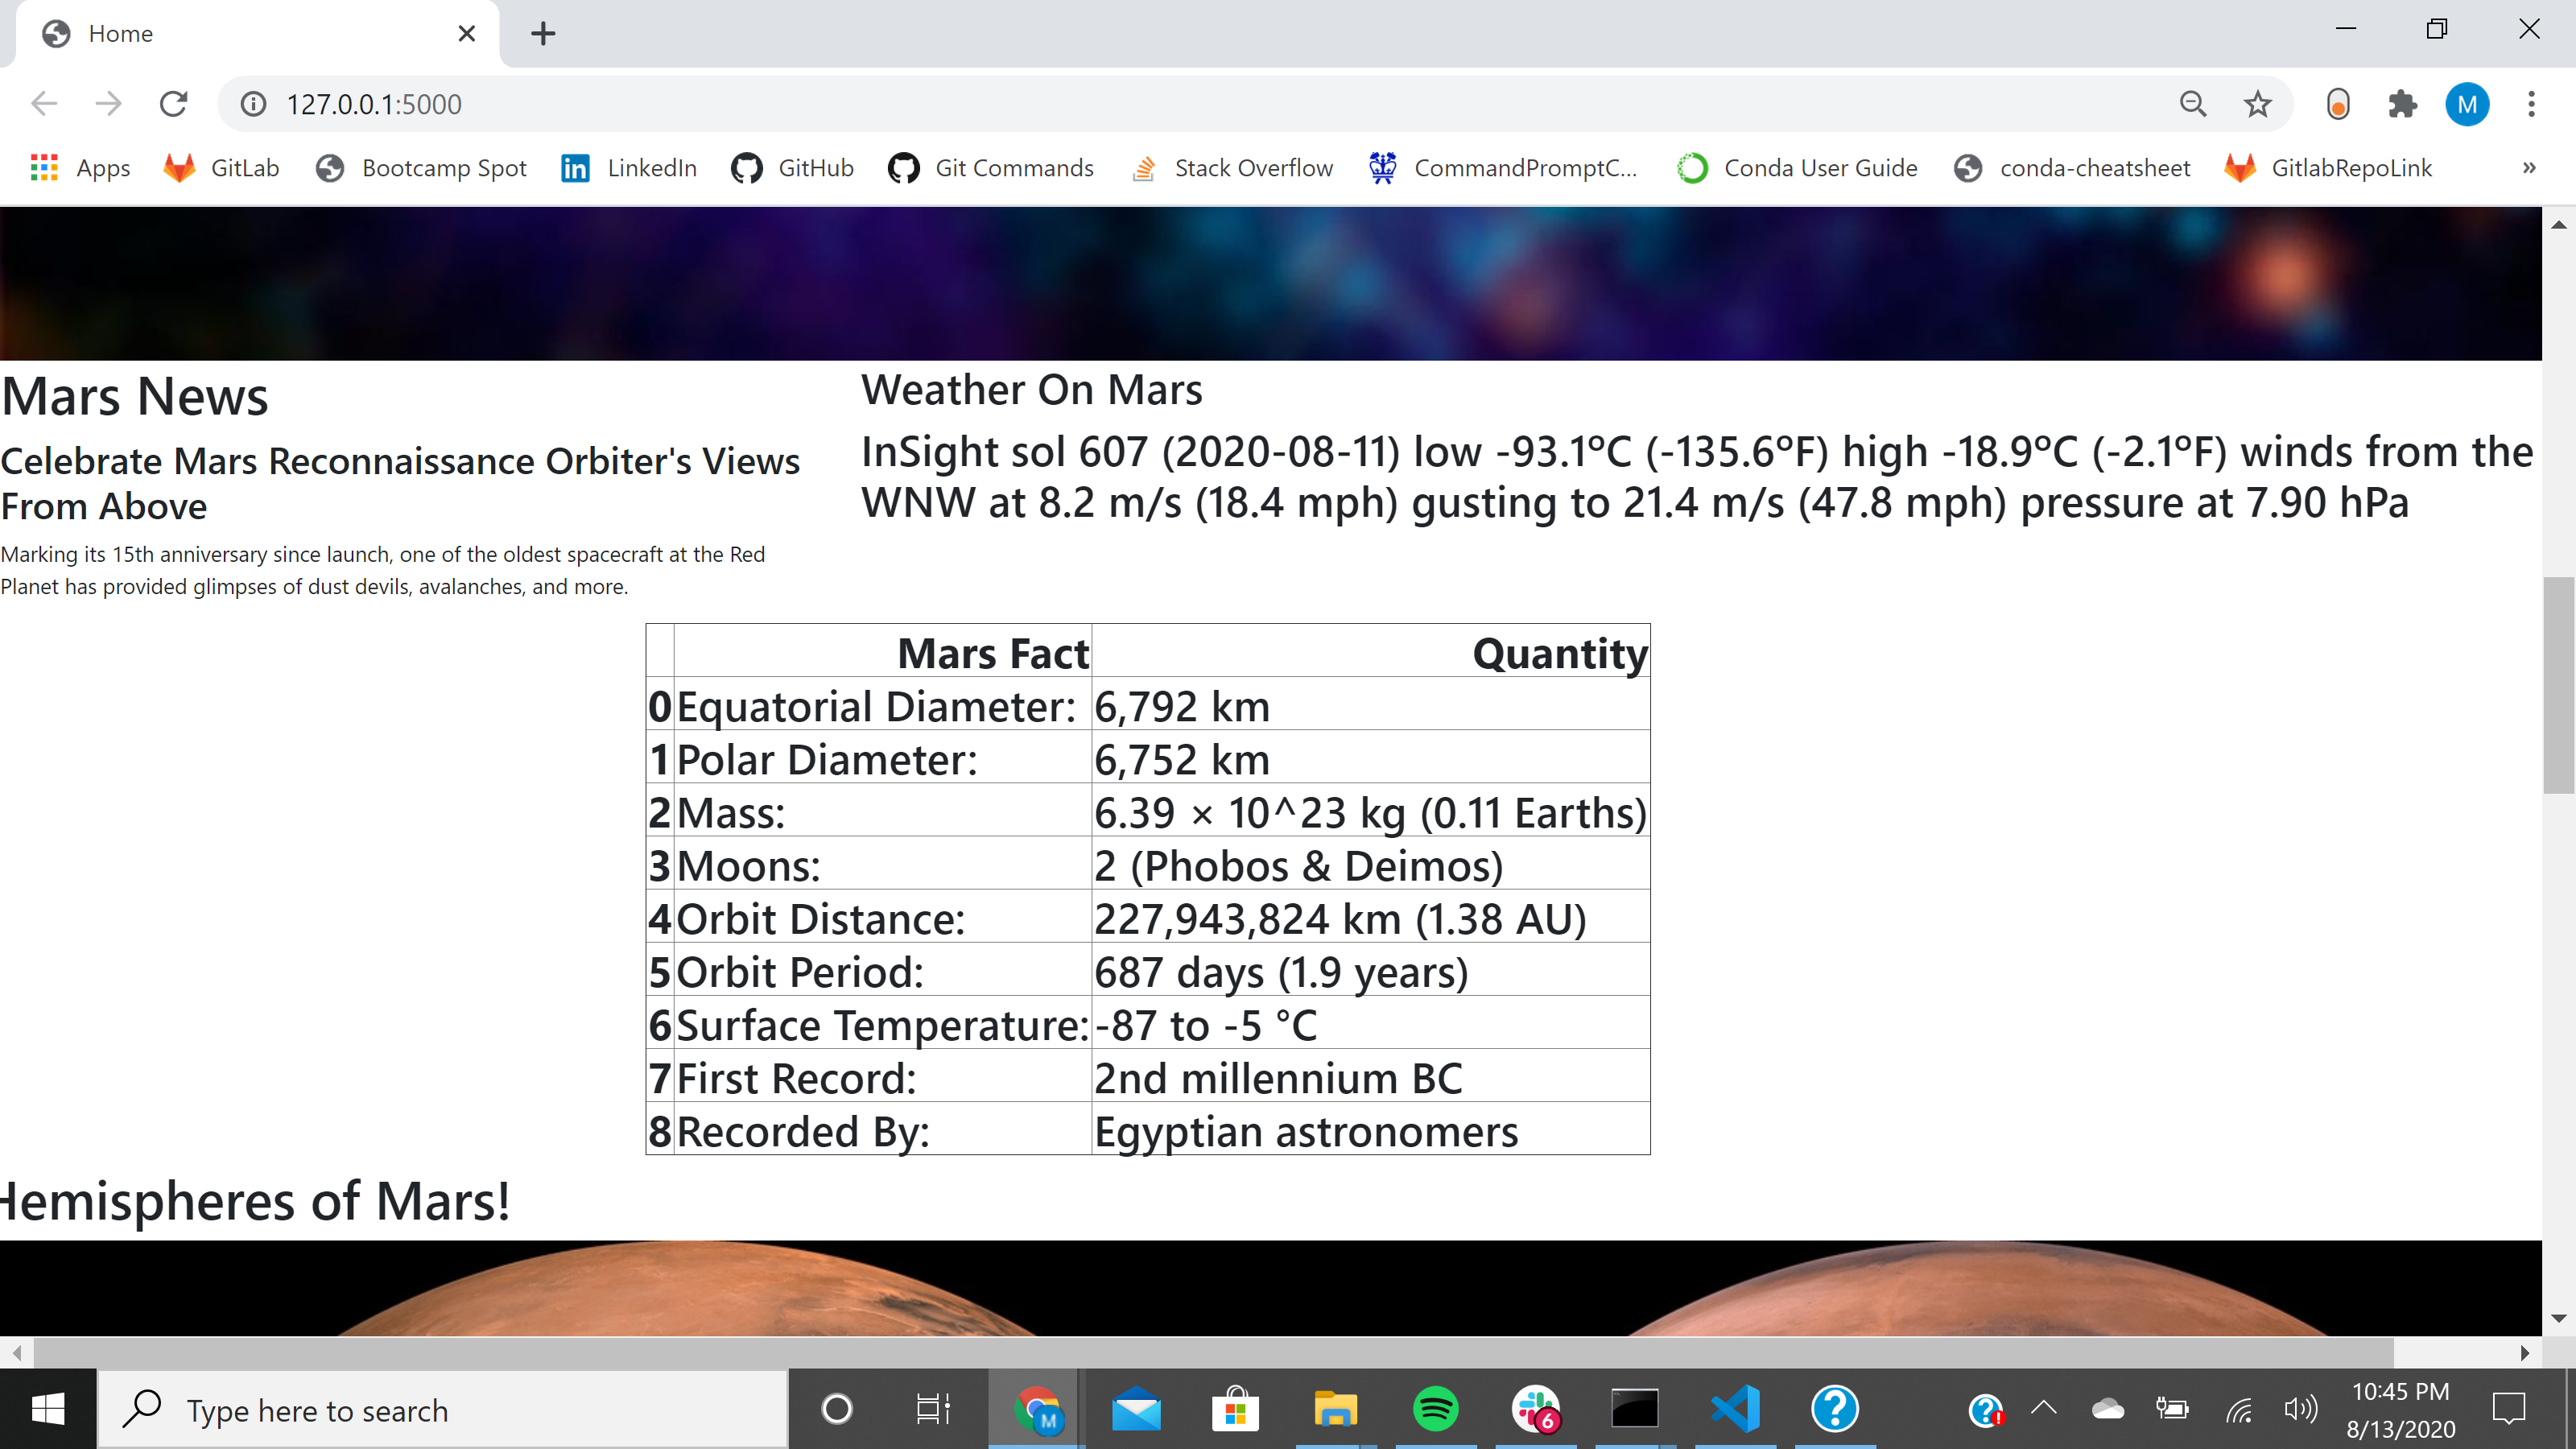 Home
127.0.0.1:5000
M
Apps GitLab Bootcamp Spot LinkedIn GitHub Git Commands Stack Overflow CommandPromptC... Conda User Guide conda-cheatsheet GitlabRepoLink »
Mars News
Celebrate Mars Reconnaissance Orbiter's Views
From Above
Marking its 15th anniversary since launch, one of the oldest spacecraft at the Red
Planet has provided glimpses of dust devils, avalanches, and more.
Weather On Mars
InSight sol 607 (2020-08-11) low -93.1ºC (-135.6ºF) high -18.9ºC (-2.1ºF) winds from the
WNW at 8.2 m/s (18.4 mph) gusting to 21.4 m/s (47.8 mph) pressure at 7.90 hPa
Mars Fact Quantity
0 Equatorial Diameter: 6,792 km
1 Polar Diameter: 6,752 km
2 Mass: 6.39 × 10^23 kg (0.11 Earths)
3 Moons: 2 (Phobos & Deimos)
4 Orbit Distance: 227,943,824 km (1.38 AU)
5 Orbit Period: 687 days (1.9 years)
6 Surface Temperature: -87 to -5 °C
7 First Record: 2nd millennium BC
8 Recorded By: Egyptian astronomers
Hemispheres of Mars!
Type here to search
M
6
10:45 PM
8/13/2020